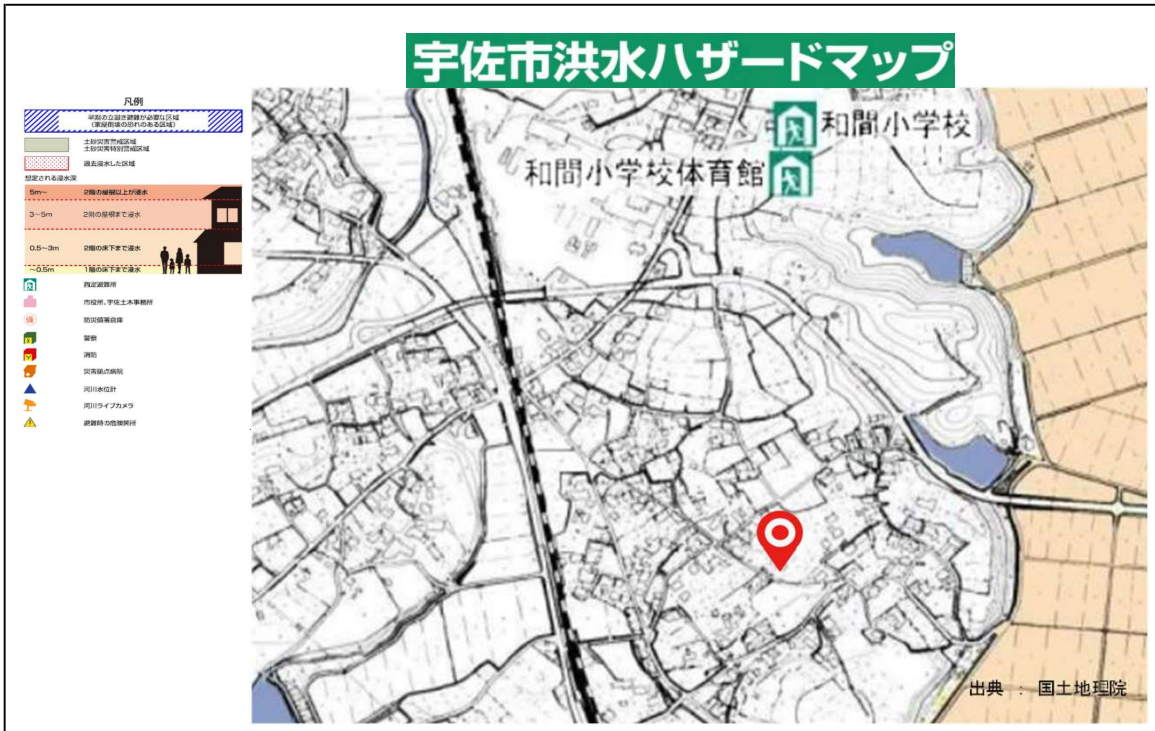 宇佐市洪水ハザードマップ
凡例
早期の立退き避難が必要な区域
（家屋倒壊の恐れのある区域）
土砂災害警戒区域
土砂災害特別警戒区域
過去浸水した区域
想定される浸水深
5m～ 2階の屋根以上が浸水
3～5m 2階の屋根まで浸水
0.5～3m 2階の床下まで浸水
～0.5m 1階の床下まで浸水
指定避難所
市役所、宇佐土木事務所
防災備蓄倉庫
警察
消防
災害拠点病院
河川水位計
河川ライブカメラ
避難時の危険箇所
和間小学校
和間小学校体育館
出典 ： 国土地理院